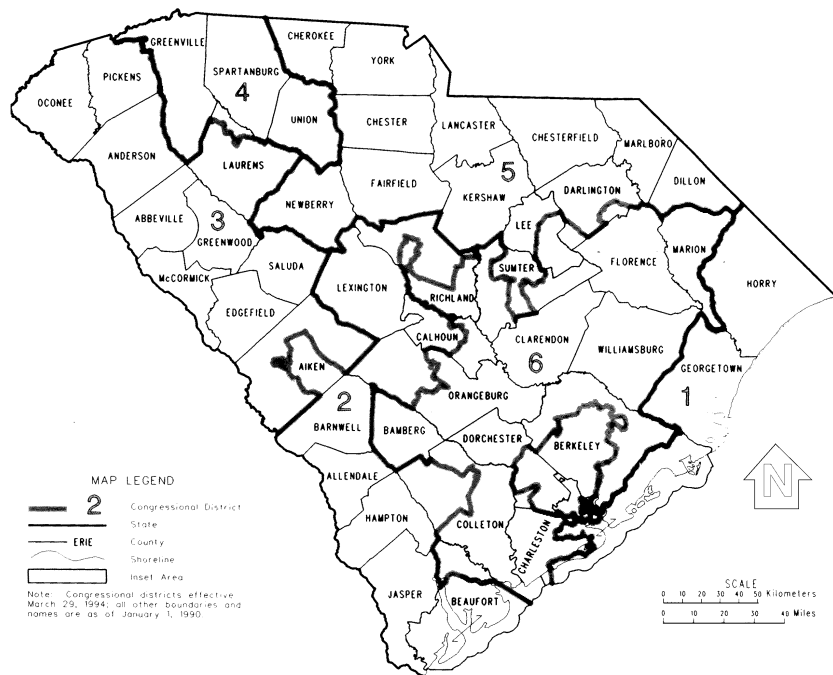 CHEROKEE
GREENVILLE
YORK
PICKENS
SPARTANBURG
OCONEE
4
UNION
CHESTER
LANCASTER
CHESTERFIELD
MARLBORO
ANDERSON
LAURENS
5
DILLON
FAIRFIELD
KERSHAW
DARLINGTON
NEWBERRY
ABBEVILLE
3
LEE
GREENWOOD
MARION
SALUDA
SUMTER
FLORENCE
McCORMICK
LEXINGTON
RICHLAND
HORRY
EDGEFIELD
CALHOUN
CLARENDON
WILLIAMSBURG
6
AIKEN
GEORGETOWN
ORANGEBURG
1
2
BARNWELL
BAMBERG
DORCHESTER
BERKELEY
ALLENDALE
HAMPTON
COLLETON
CHARLESTON
JASPER
BEAUFORT
N
MAP LEGEND
2 Congressional District
State
ERIE County
Shoreline
Inset Area
Note: Congressional districts effective
March 29, 1994; all other boundaries and
names are as of January 1, 1990
SCALE
0 10 20 30 40 50 Kilometers
0 10 20 30 40 Miles